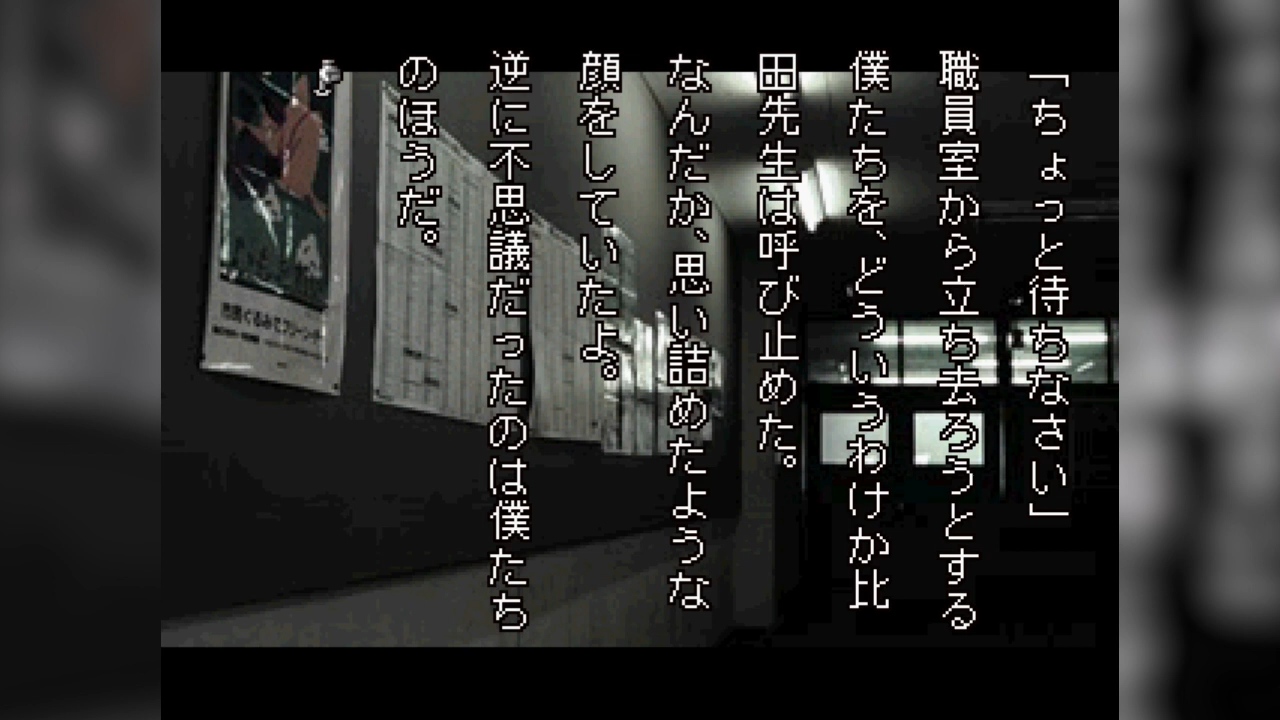 「ちょっと待ちなさい」
職員室から立ち去ろうとする
僕たちを、どういうわけか比
田先生は呼び止めた。
なんだか、思い詰めたような
顔をしていたよ。
逆に不思議だったのは僕たち
のほうだ。